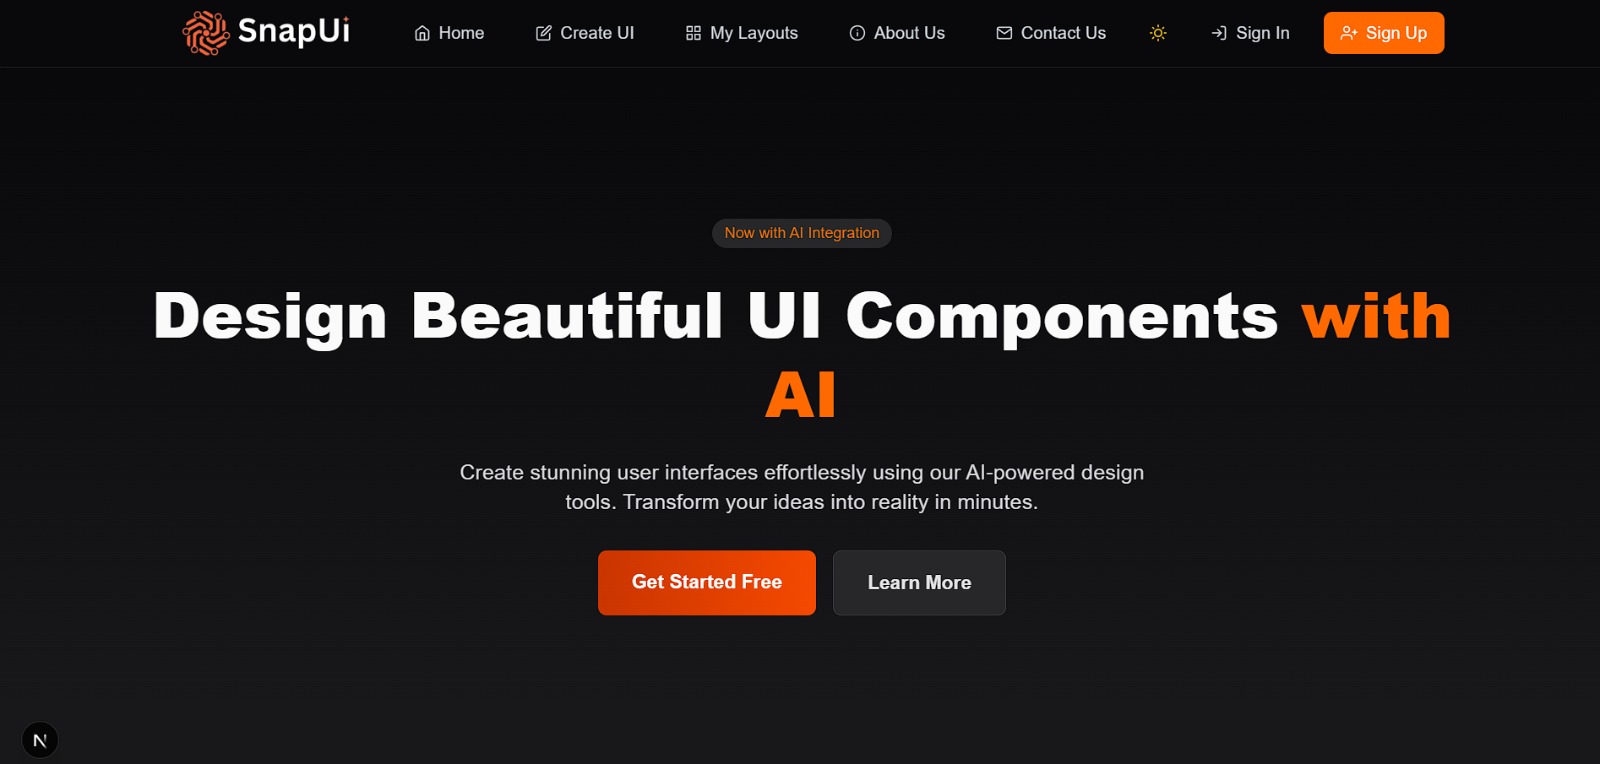 SnapUi
Home
Create UI
My Layouts
About Us
Contact Us
Sign In
Sign Up
Now with AI Integration
Design Beautiful UI Components with
AI
Create stunning user interfaces effortlessly using our AI-powered design
tools. Transform your ideas into reality in minutes.
Get Started Free
Learn More
N